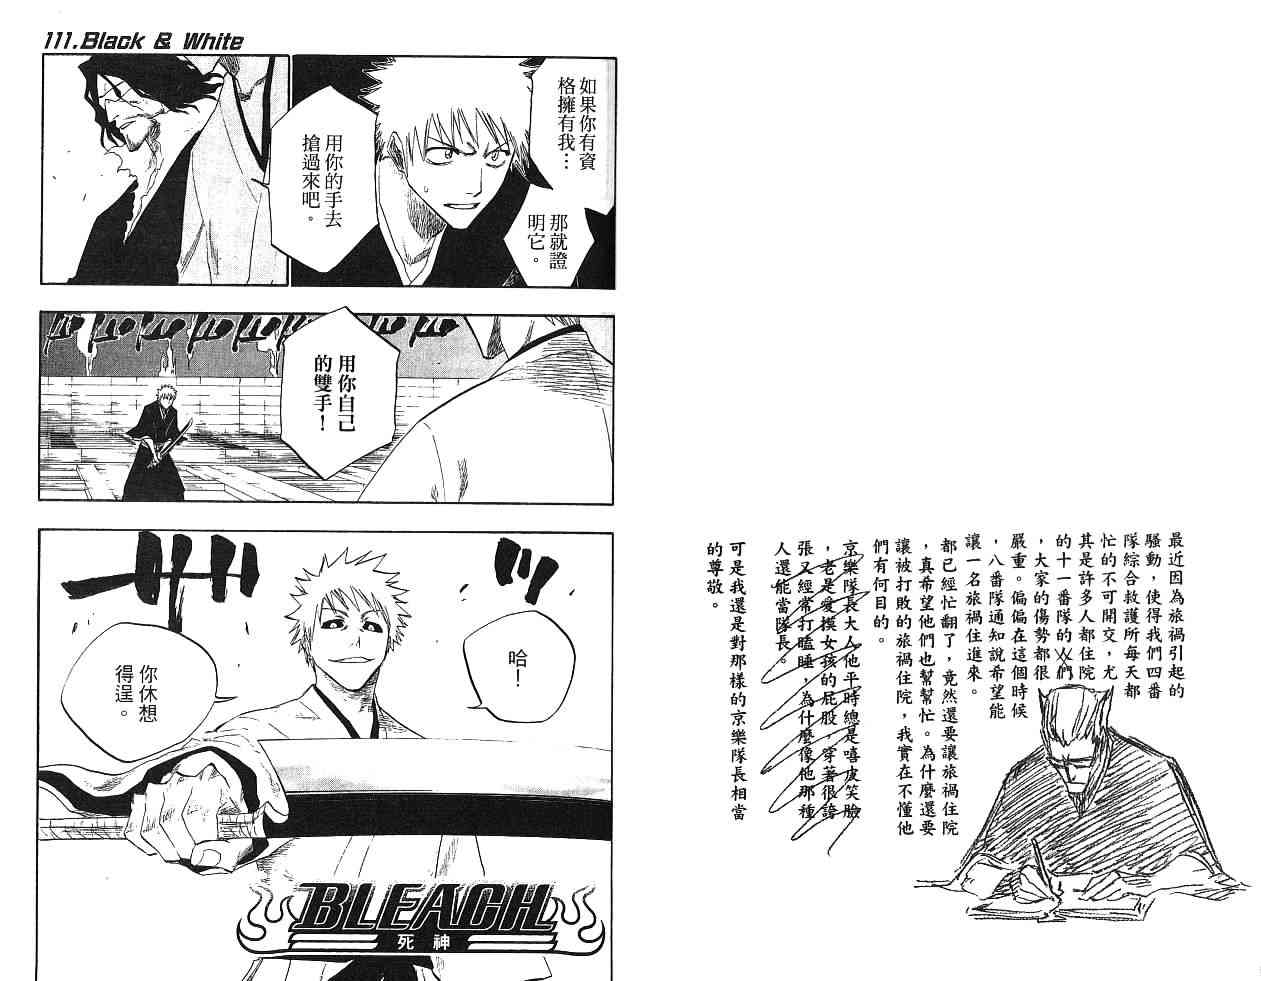 最近因為旅禍引起的
騷動，使得我們四番
隊綜合救護所每天都
忙的不可開交，尤
其是許多人都住院
的十一番隊的
們
，大家的傷勢都很
嚴重。偏偏在這個時候
，八番隊通知說希望能
讓一名旅禍住進來。
都已經忙翻了，竟然還要讓旅禍住院
，真希望他們也幫幫忙。為什麼還要
讓被打敗的旅禍住院，我實在不懂他
們有何目的。
京樂隊長大人他平時總是嘻皮笑臉
，老是愛摸女孩的屁股，穿著很誇
張又經常打瞌睡，為什麼像他那種
人還能當隊長。
可是我還是對那樣的京樂隊長相當
的尊敬。
111.Black & White
如果你有資
格擁有我…
那就證
明它。
用你的手去
搶過來吧。
用你自己
的雙手！
哈！
你休想
得逞。
BLEACH
死神